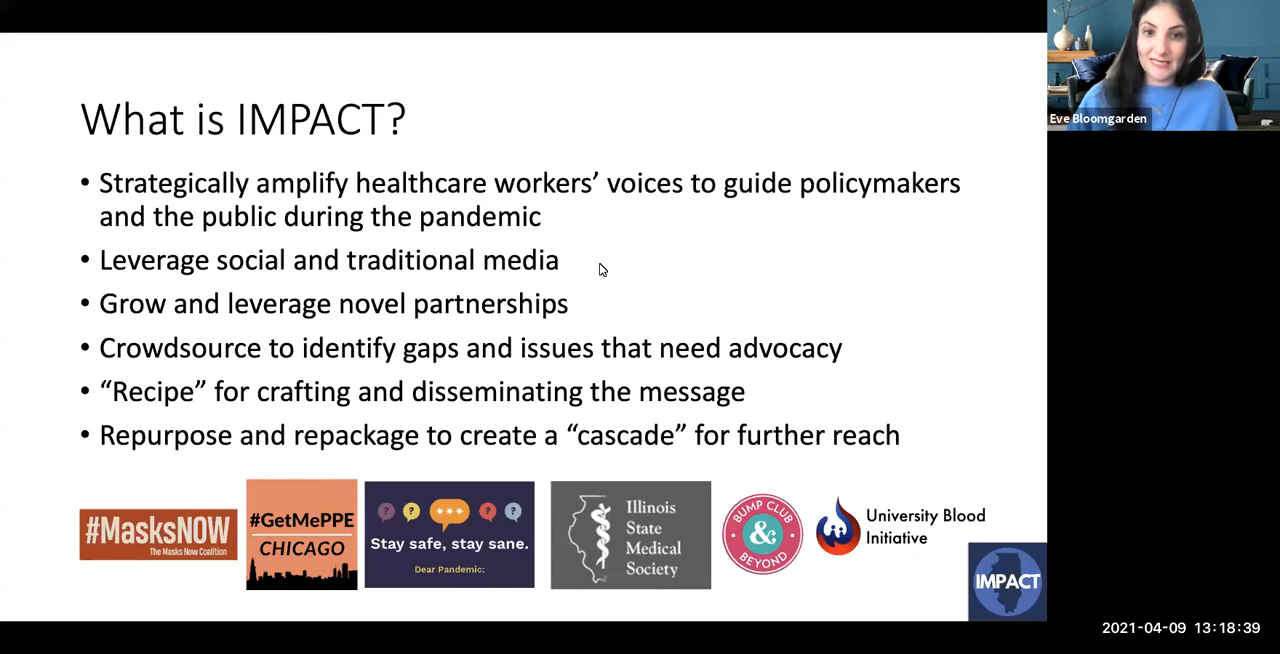 What is IMPACT?
• Strategically amplify healthcare workers’ voices to guide policymakers
and the public during the pandemic
• Leverage social and traditional media
• Grow and leverage novel partnerships
• Crowdsource to identify gaps and issues that need advocacy
• “Recipe” for crafting and disseminating the message
• Repurpose and repackage to create a “cascade” for further reach
#MasksNOW
The Masks Now Coalition
#GetMePPE
CHICAGO
? ? *** ? ?
Stay safe, stay sane.
Dear Pandemic:
Illinois
State
Medical
Society
BUMP CLUB
&
BEYOND
University Blood
Initiative
IMPACT
Eve Bloomgarden
2021-04-09 13:18:39